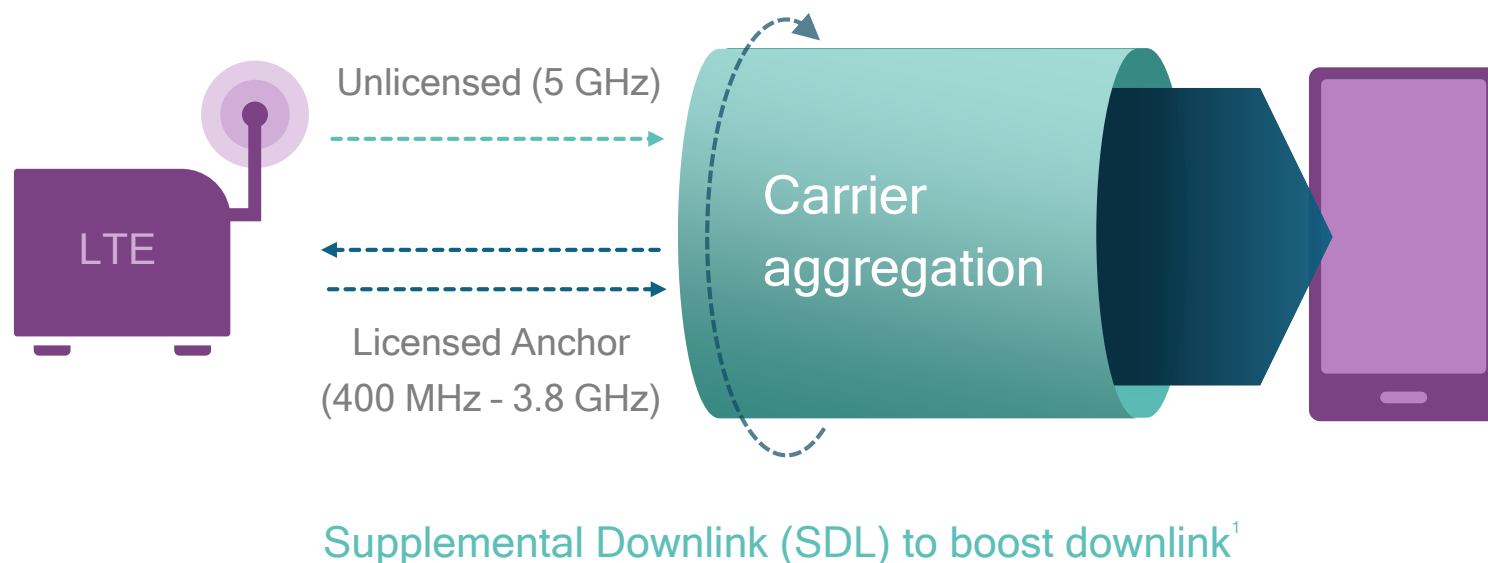 Unlicensed (5 GHz)
LTE
Carrier
aggregation
Licensed Anchor
(400 MHz – 3.8 GHz)
Supplemental Downlink (SDL) to boost downlink¹